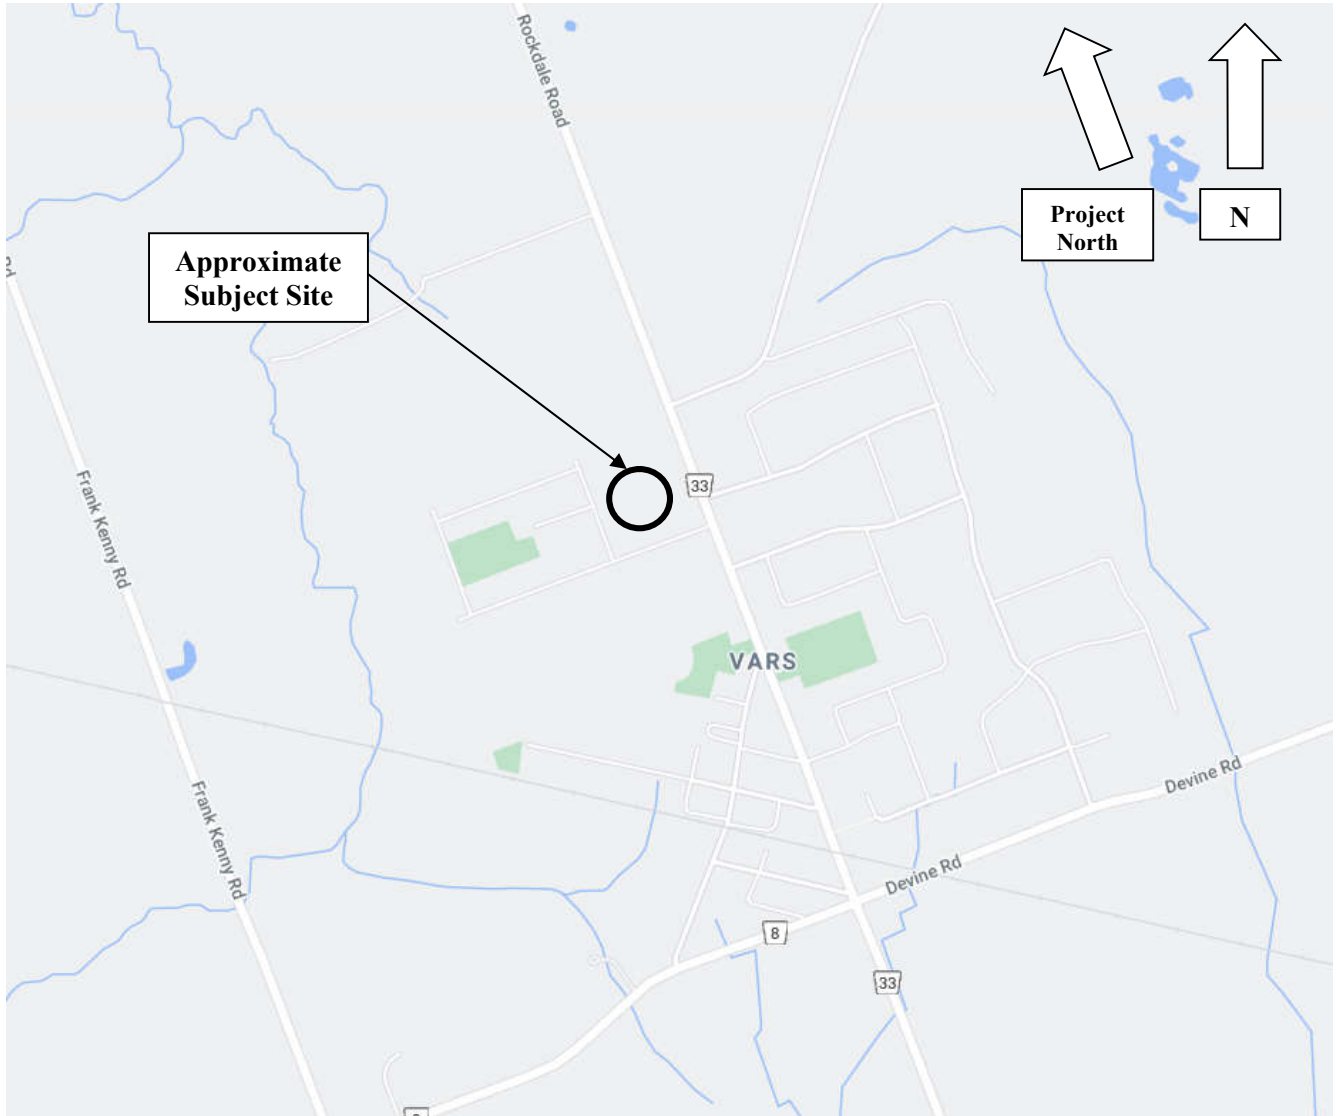 Rockdale Road
Project
North
N
Approximate
Subject Site
Rd
33
Frank Kenny Rd
VARS
Devine Rd
Frank Kenny Rd
Devine Rd
8
33